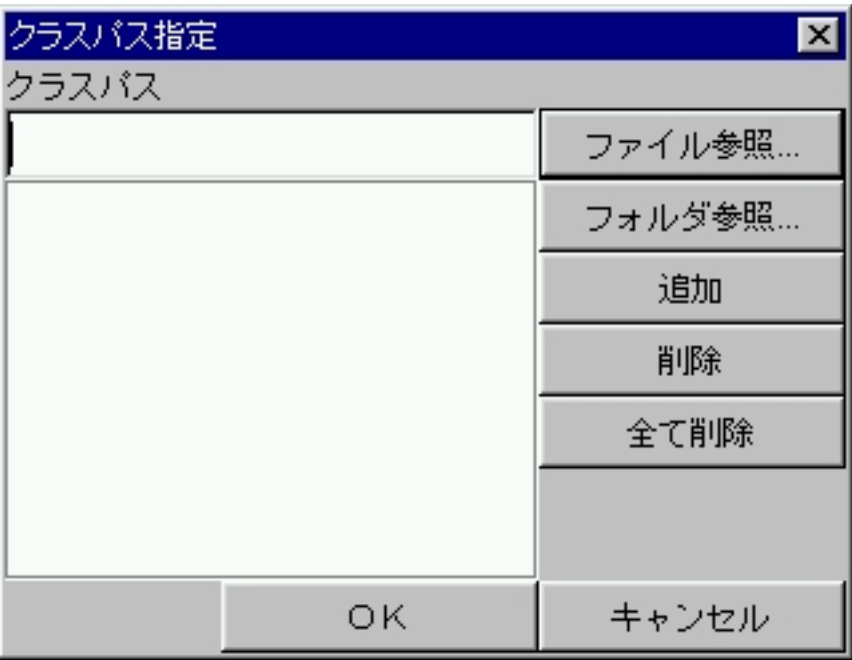 クラスパス指定
クラスパス
ファイル参照...
フォルダ参照...
追加
削除
全て削除
OK
キャンセル